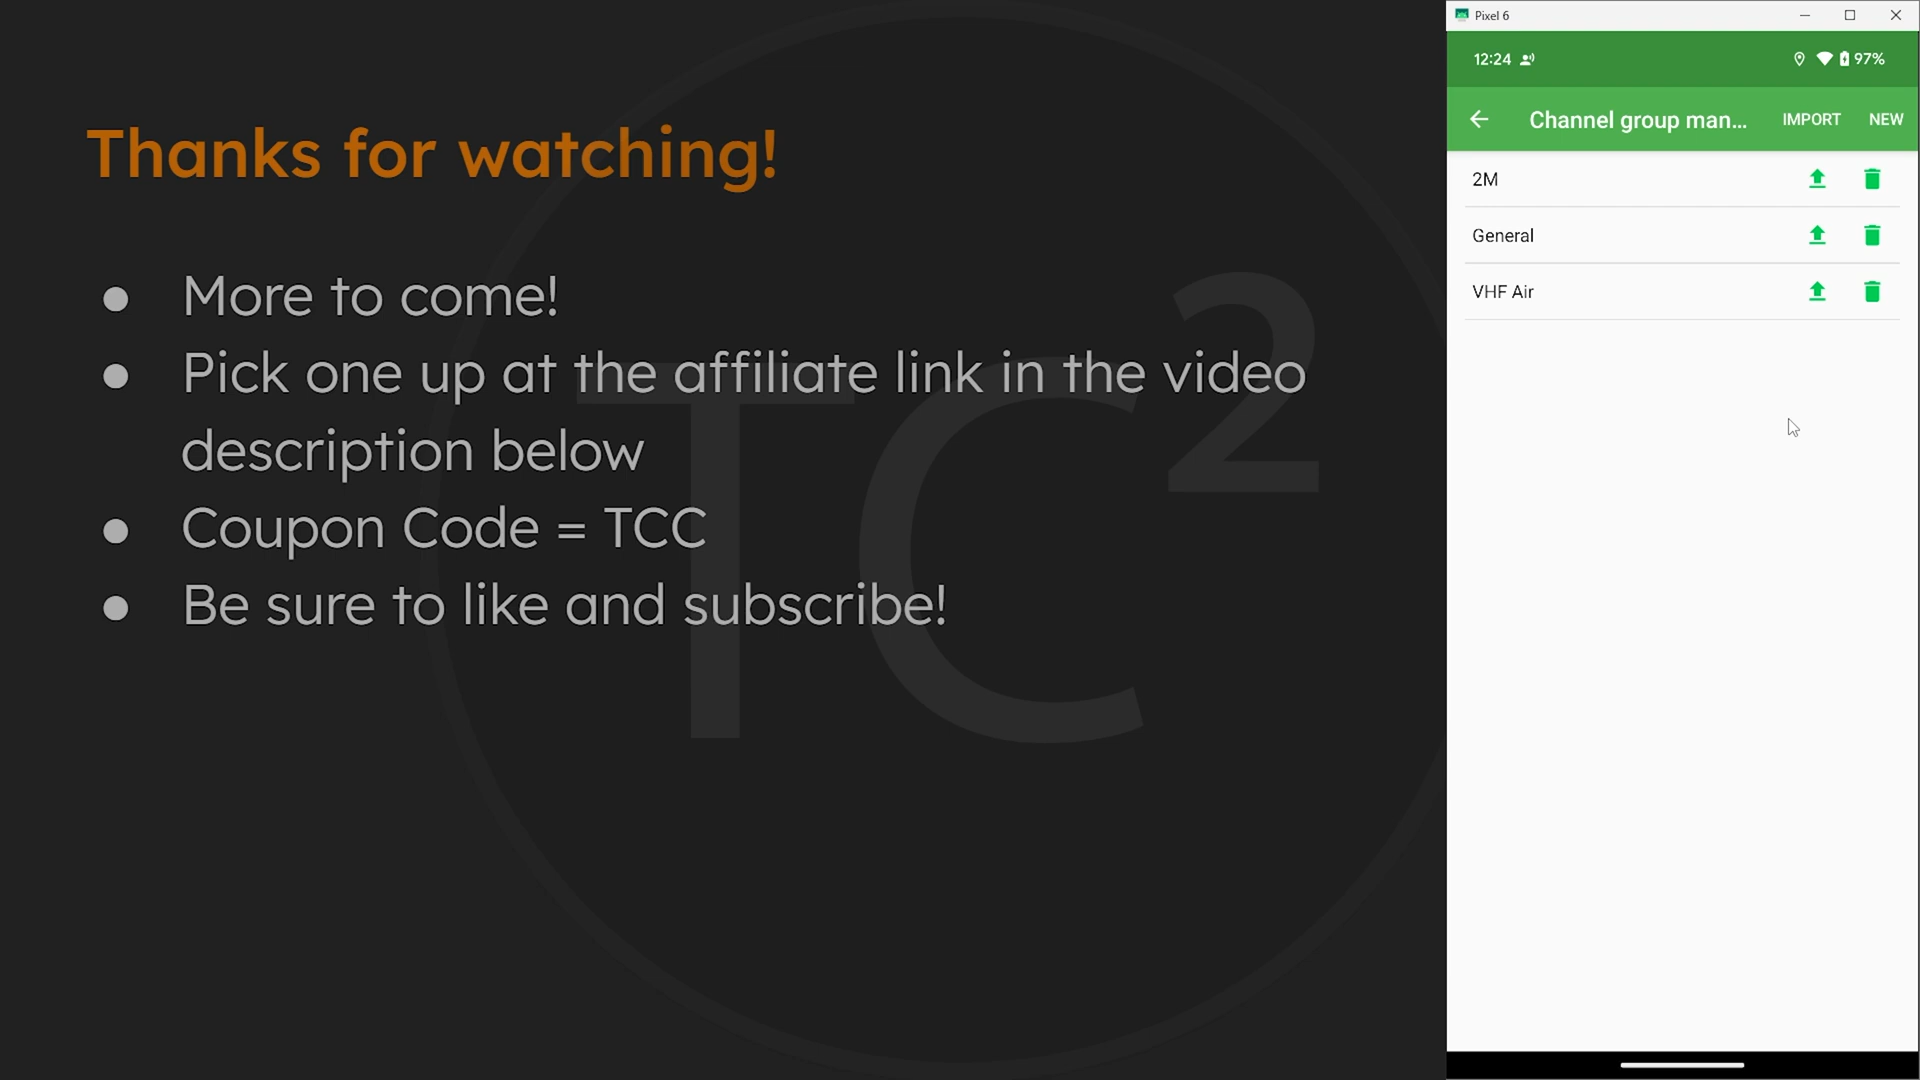 Thanks for watching!
● More to come!
● Pick one up at the affiliate link in the video
description below
● Coupon Code = TCC
● Be sure to like and subscribe!
TC²
Pixel 6
12:24 97%
Channel group man... IMPORT NEW
2M
General
VHF Air